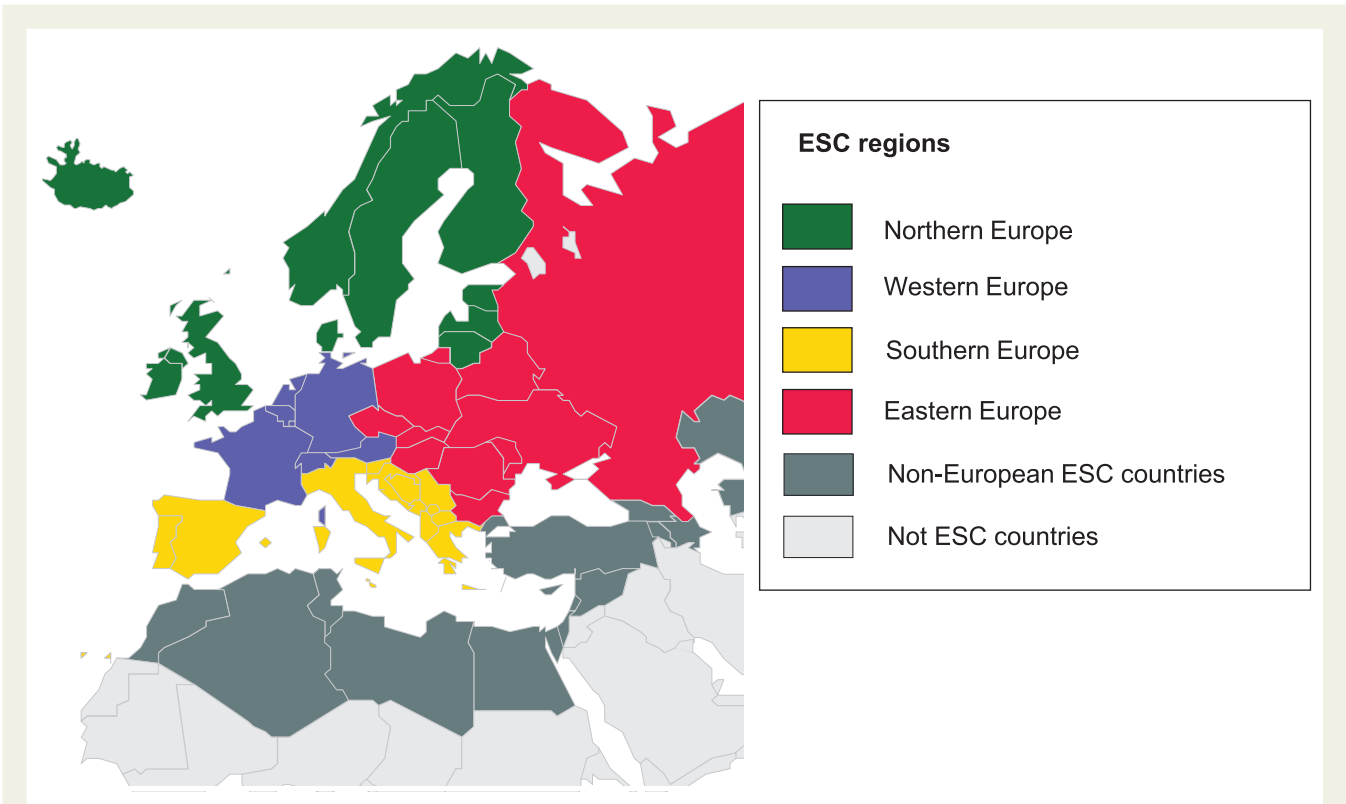 ESC regions
Northern Europe
Western Europe
Southern Europe
Eastern Europe
Non-European ESC countries
Not ESC countries